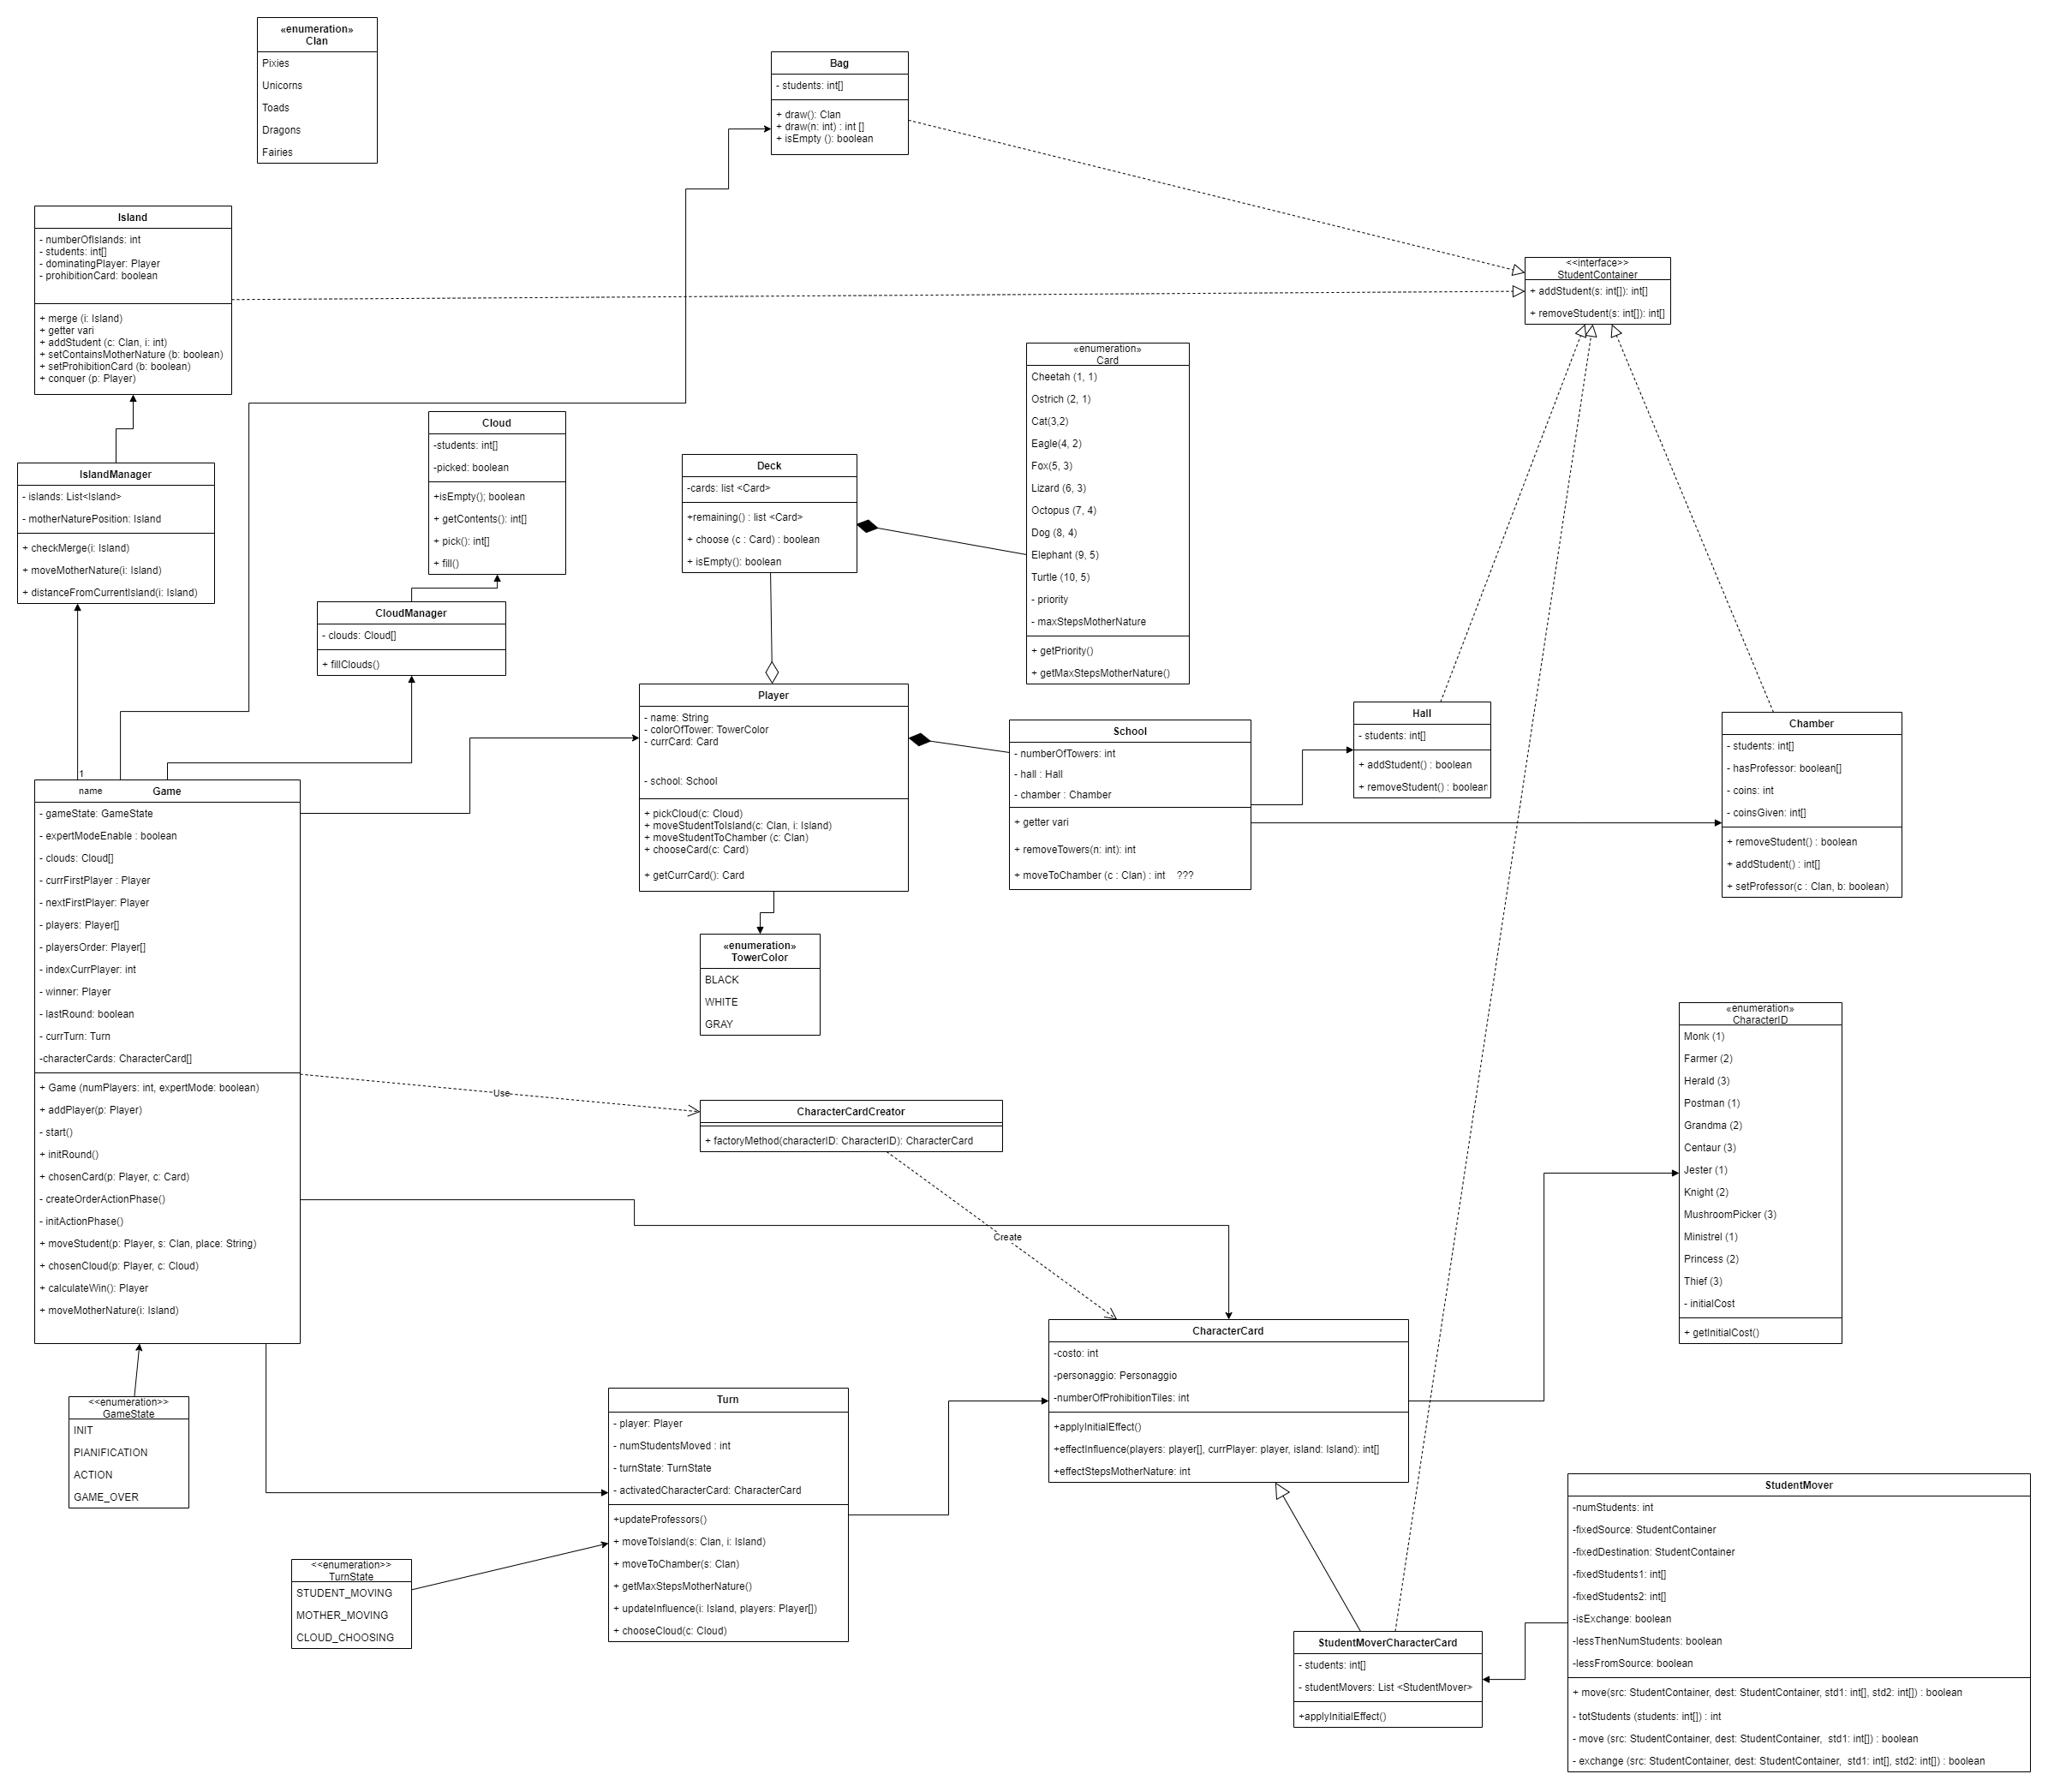 «enumeration»
Clan
Pixies
Unicorns
Toads
Dragons
Fairies
Bag
- students: int[]
+ draw(): Clan
+ draw(n: int) : int []
+ isEmpty (): boolean
Island
- numberOfIslands: int
- students: int[]
- dominatingPlayer: Player
- prohibitionCard: boolean
+ merge (i: Island)
+ getter vari
+ addStudent (c: Clan, i: int)
+ setContainsMotherNature (b: boolean)
+ setProhibitionCard (b: boolean)
+ conquer (p: Player)
<<interface>>
StudentContainer
+ addStudent(s: int[]): int[]
+ removeStudent(s: int[]): int[]
«enumeration»
Card
Cheetah (1, 1)
Ostrich (2, 1)
Cat(3,2)
Eagle(4, 2)
Fox(5, 3)
Lizard (6, 3)
Octopus (7, 4)
Dog (8, 4)
Elephant (9, 5)
Turtle (10, 5)
- priority
- maxStepsMotherNature
+ getPriority()
+ getMaxStepsMotherNature()
Cloud
-students: int[]
-picked: boolean
+isEmpty(); boolean
+ getContents(): int[]
+ pick(): int[]
+ fill()
Deck
-cards: list <Card>
+remaining() : list <Card>
+ choose (c : Card) : boolean
+ isEmpty(): boolean
IslandManager
- islands: List<Island>
- motherNaturePosition: Island
+ checkMerge(i: Island)
+ moveMotherNature(i: Island)
+ distanceFromCurrentIsland(i: Island)
CloudManager
- clouds: Cloud[]
+ fillClouds()
Player
- name: String
- colorOfTower: TowerColor
- currCard: Card
- school: School
+ pickCloud(c: Cloud)
+ moveStudentToIsland(c: Clan, i: Island)
+ moveStudentToChamber (c: Clan)
+ chooseCard(c: Card)
+ getCurrCard(): Card
School
- numberOfTowers: int
- hall : Hall
- chamber : Chamber
+ getter vari
+ removeTowers(n: int): int
+ moveToChamber (c : Clan) : int    ???
Hall
- students: int[]
+ addStudent() : boolean
+ removeStudent() : boolean
Chamber
- students: int[]
- hasProfessor: boolean[]
- coins: int
- coinsGiven: int[]
+ removeStudent() : boolean
+ addStudent() : int[]
+ setProfessor(c : Clan, b: boolean)
1
name
Game
- gameState: GameState
- expertModeEnable : boolean
- clouds: Cloud[]
- currFirstPlayer : Player
- nextFirstPlayer: Player
- players: Player[]
- playersOrder: Player[]
- indexCurrPlayer: int
- winner: Player
- lastRound: boolean
- currTurn: Turn
-characterCards: CharacterCard[]
+ Game (numPlayers: int, expertMode: boolean)
+ addPlayer(p: Player)
- start()
+ initRound()
+ chosenCard(p: Player, c: Card)
- createOrderActionPhase()
- initActionPhase()
+ moveStudent(p: Player, s: Clan, place: String)
+ chosenCloud(p: Player, c: Cloud)
+ calculateWin(): Player
+ moveMotherNature(i: Island)
«enumeration»
TowerColor
BLACK
WHITE
GRAY
Use
CharacterCardCreator
+ factoryMethod(characterID: CharacterID): CharacterCard
Create
«enumeration»
CharacterID
Monk (1)
Farmer (2)
Herald (3)
Postman (1)
Grandma (2)
Centaur (3)
Jester (1)
Knight (2)
MushroomPicker (3)
Ministrel (1)
Princess (2)
Thief (3)
- initialCost
+ getInitialCost()
CharacterCard
-costo: int
-personaggio: Personaggio
-numberOfProhibitionTiles: int
+applyInitialEffect()
+effectInfluence(players: player[], currPlayer: player, island: Island): int[]
+effectStepsMotherNature: int
<<enumeration>>
GameState
INIT
PIANIFICATION
ACTION
GAME_OVER
Turn
- player: Player
- numStudentsMoved : int
- turnState: TurnState
- activatedCharacterCard: CharacterCard
+updateProfessors()
+ moveToIsland(s: Clan, i: Island)
+ moveToChamber(s: Clan)
+ getMaxStepsMotherNature()
+ updateInfluence(i: Island, players: Player[])
+ chooseCloud(c: Cloud)
<<enumeration>>
TurnState
STUDENT_MOVING
MOTHER_MOVING
CLOUD_CHOOSING
StudentMoverCharacterCard
- students: int[]
- studentMovers: List <StudentMover>
+applyInitialEffect()
StudentMover
-numStudents: int
-fixedSource: StudentContainer
-fixedDestination: StudentContainer
-fixedStudents1: int[]
-fixedStudents2: int[]
-isExchange: boolean
-lessThenNumStudents: boolean
-lessFromSource: boolean
+ move(src: StudentContainer, dest: StudentContainer, std1: int[], std2: int[]) : boolean
- totStudents (students: int[]) : int
- move (src: StudentContainer, dest: StudentContainer,  std1: int[]) : boolean
- exchange (src: StudentContainer, dest: StudentContainer,  std1: int[], std2: int[]) : boolean